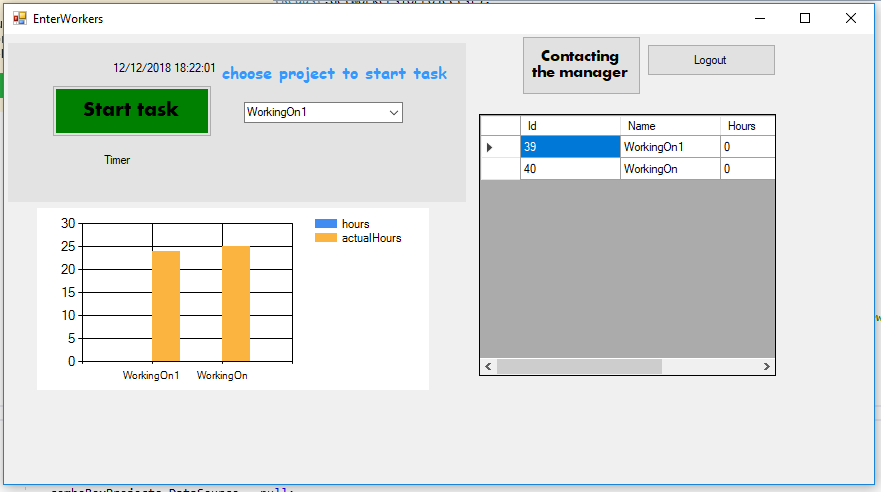 EnterWorkers
12/12/2018 18:22:01
choose project to start task
Start task
WorkingOn1
Timer
Contacting
the manager
Logout
Id Name Hours
39 WorkingOn1 0
40 WorkingOn 0
30
25
20
15
10
5
0
WorkingOn1 WorkingOn
hours
actualHours